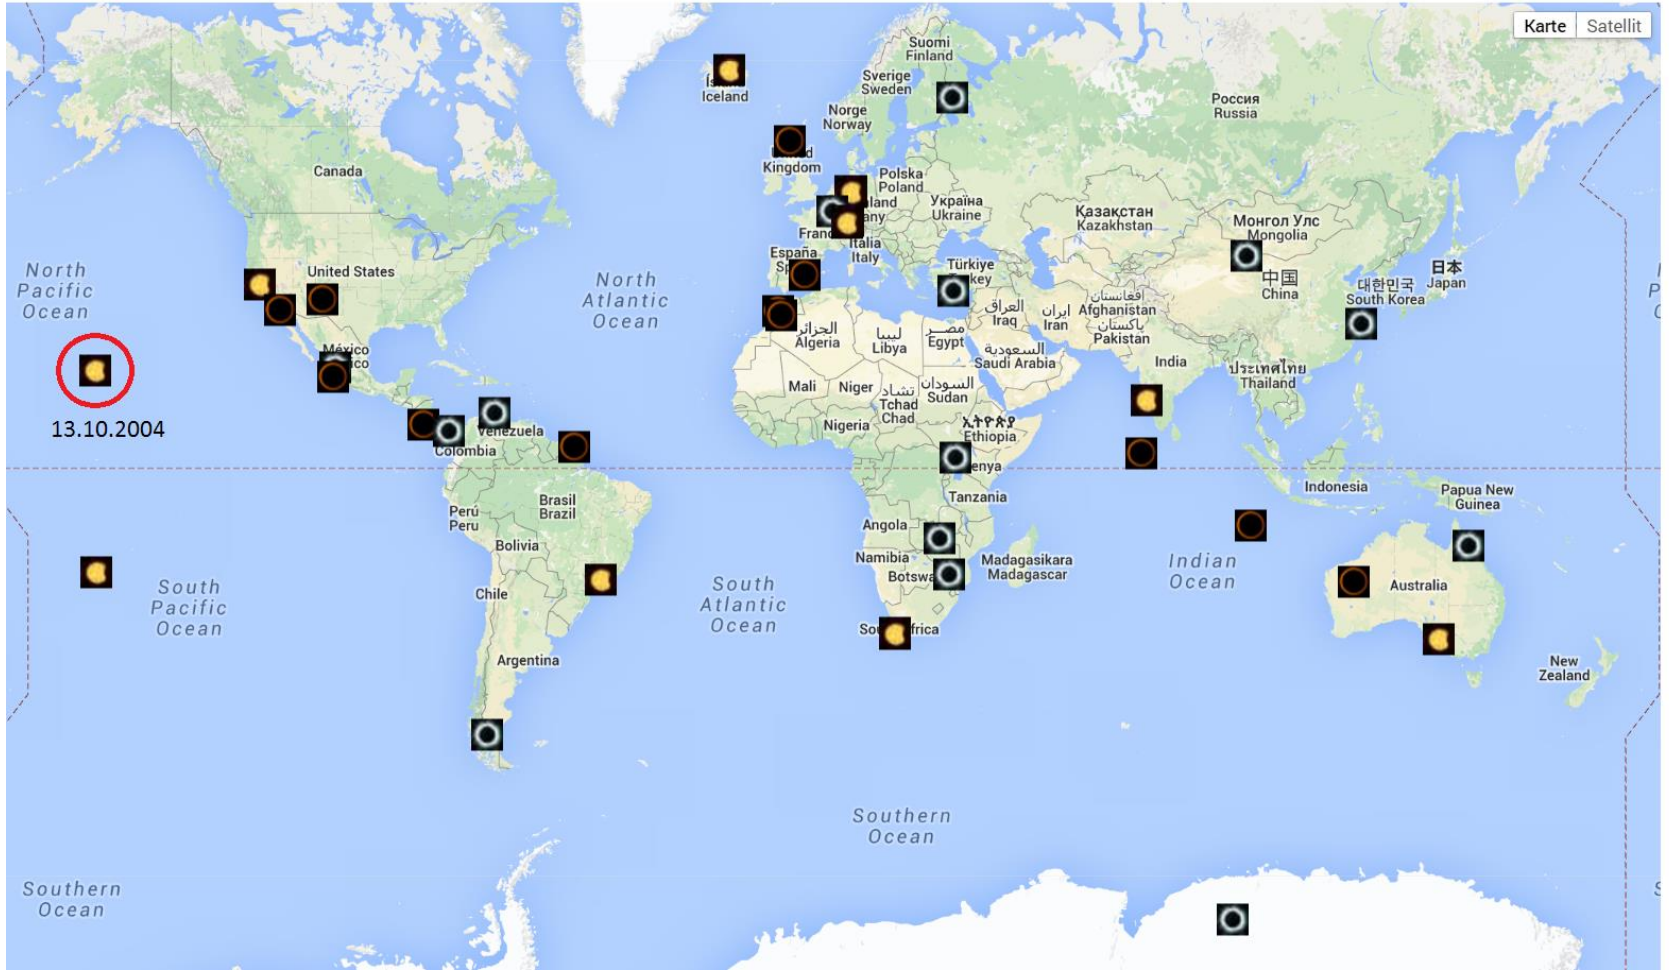 Karte
Satellit
Suomi
Finland
Sverige
Sweden
Norge
Norway
Iceland
Россия
Russia
Canada
Kingdom
Polska
Poland
Україна
Ukraine
Қазақстан
Kazakhstan
Монгол Улс
Mongolia
Italia
Italy
España
Türkiye
United States
North
Pacific
Ocean
North
Atlantic
Ocean
中国
China
日本
Japan
대한민국
South Korea
العراق
Iraq
ایران
Iran
افغانستان
Afghanistan
پاکستان
Pakistan
الجزائر
Algeria
ليبيا
Libya
مصر
Egypt
السعودية
Saudi Arabia
India
ประเทศไทย
Thailand
México
Mali
Niger
تشاد
Tchad
Chad
السودان
Sudan
Nigeria
ኢትዮጵያ
Ethiopia
13.10.2004
Venezuela
Colombia
Tanzania
Indonesia
Papua New
Guinea
Brasil
Brazil
Perú
Peru
Bolivia
Angola
Namibia
Madagasikara
Madagascar
Indian
Ocean
Australia
South
Pacific
Ocean
Chile
South
Atlantic
Ocean
Argentina
New
Zealand
Southern
Ocean
Southern
Ocean